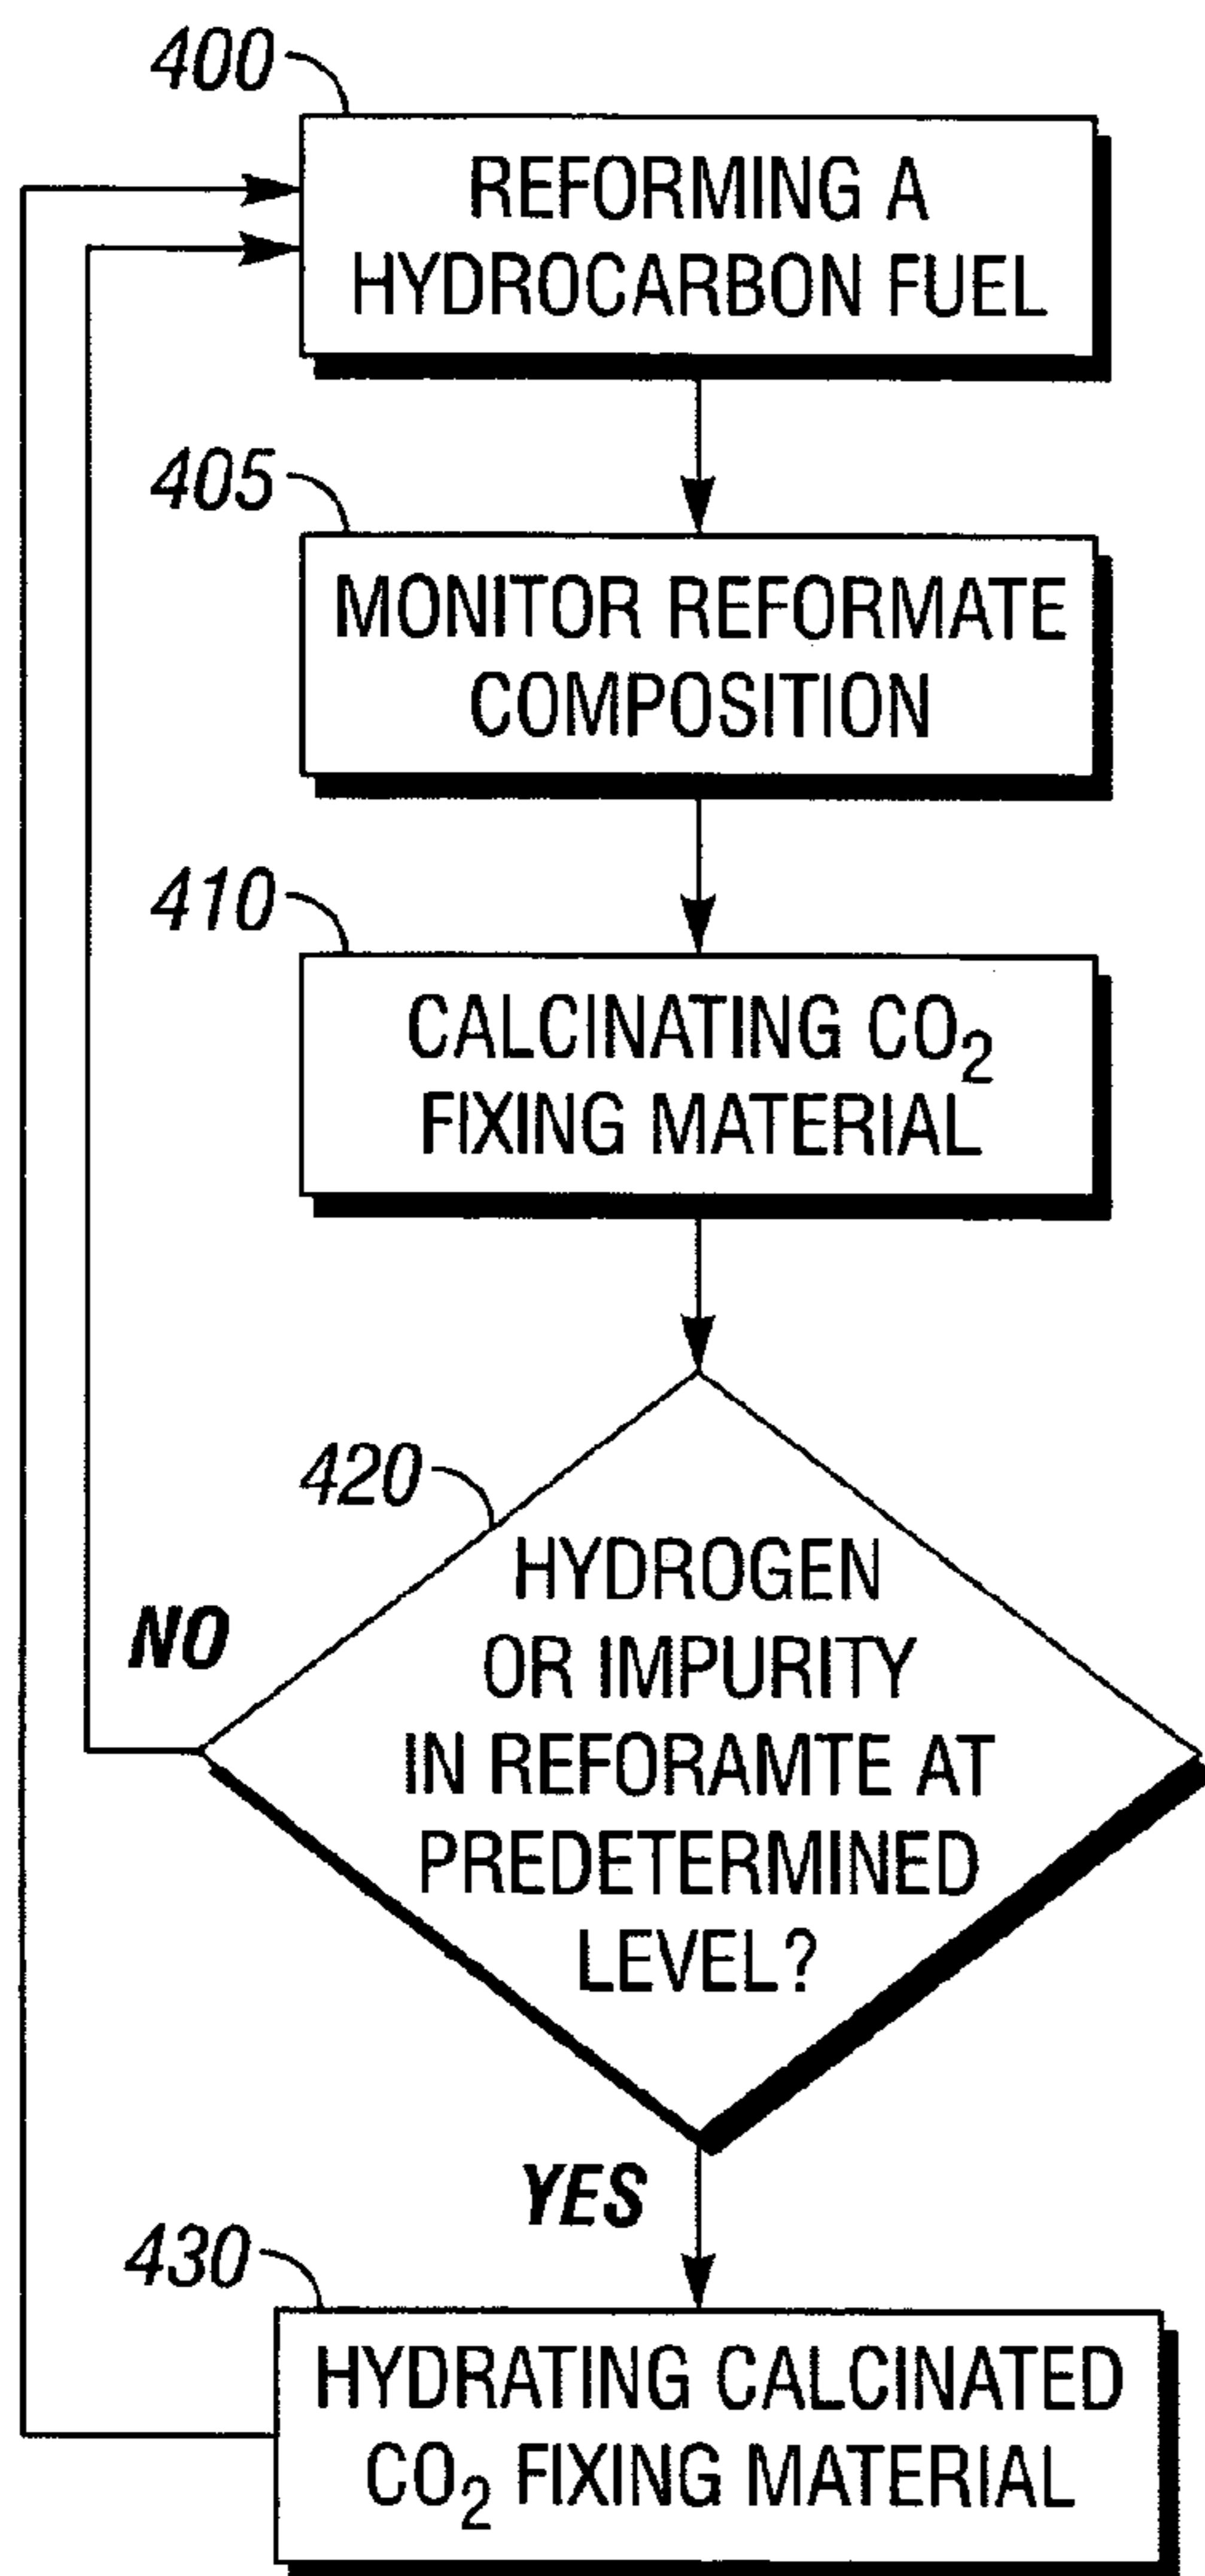 400
REFORMING A
HYDROCARBON FUEL
405
MONITOR REFORMATE
COMPOSITION
410
CALCINATING CO₂
FIXING MATERIAL
420
HYDROGEN
OR IMPURITY
IN REFORAMTE AT
PREDETERMINED
LEVEL?
NO
YES
430
HYDRATING CALCINATED
CO₂ FIXING MATERIAL